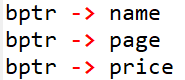 bptr -> name
bptr -> page
bptr -> price